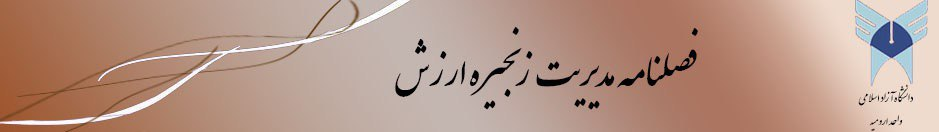 فصلنامه مدیریت زنجیره ارزش
دانشگاه آزاد اسلامی
واحد ارومیه